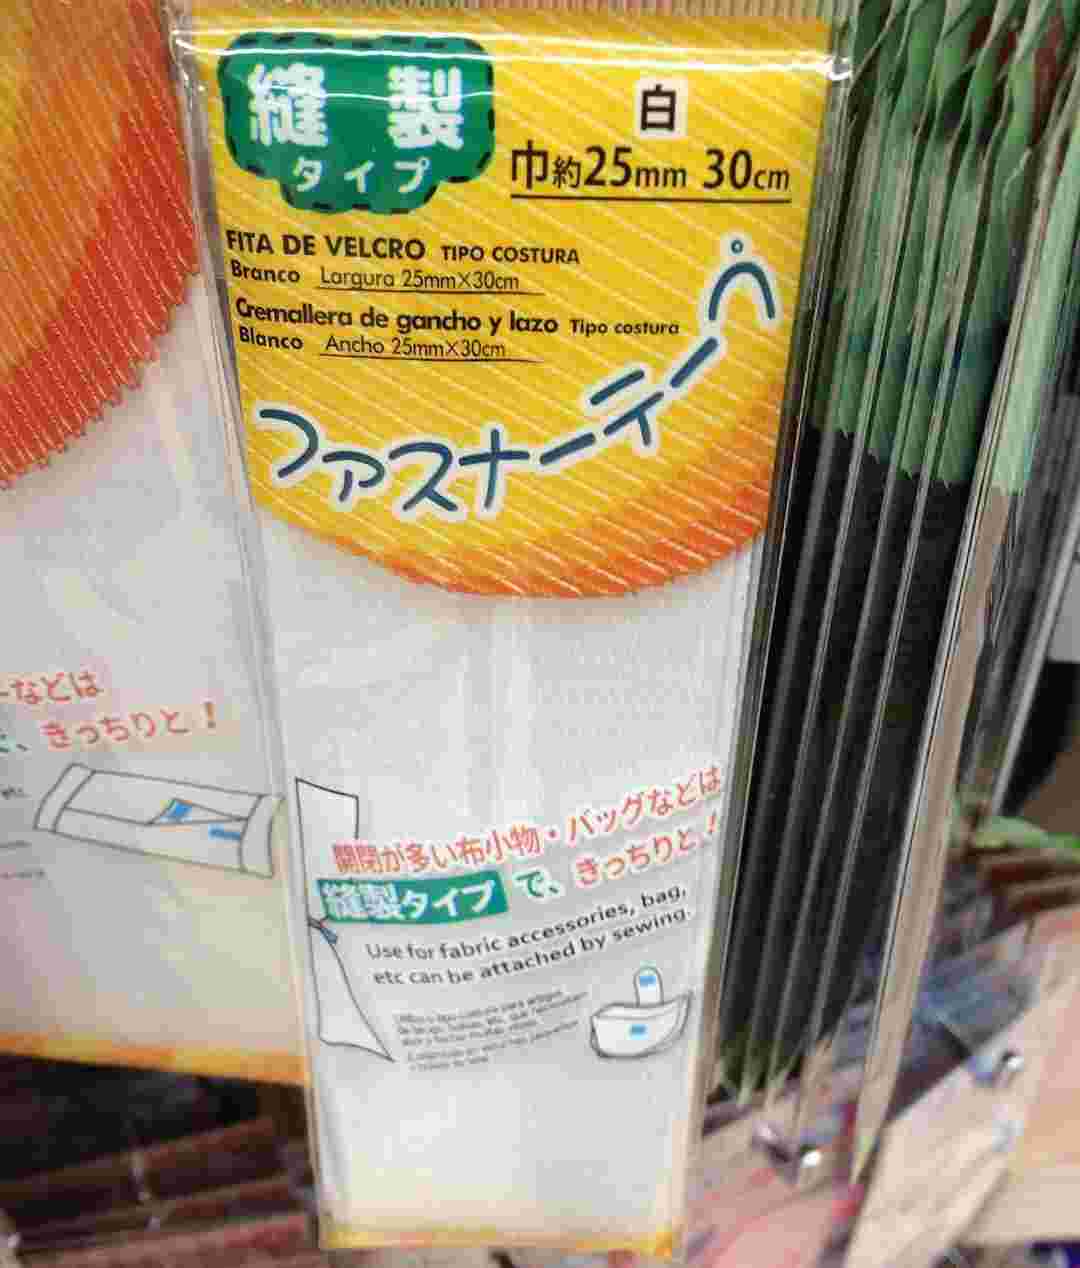 縫製
タイプ
白
巾約25mm 30cm
FITA DE VELCRO TIPO COSTURA
Branco Largura 25mm×30cm
Cremallera de gancho y lazo Tipo costura
Blanco Ancho 25mm×30cm
ファスナーテープ
ーなどは
で、きっちりと！
etc
開閉が多い布小物・バッグなどは
縫製タイプで、きっちりと！
Use for fabric accessories, bag,
etc can be attached by sewing.